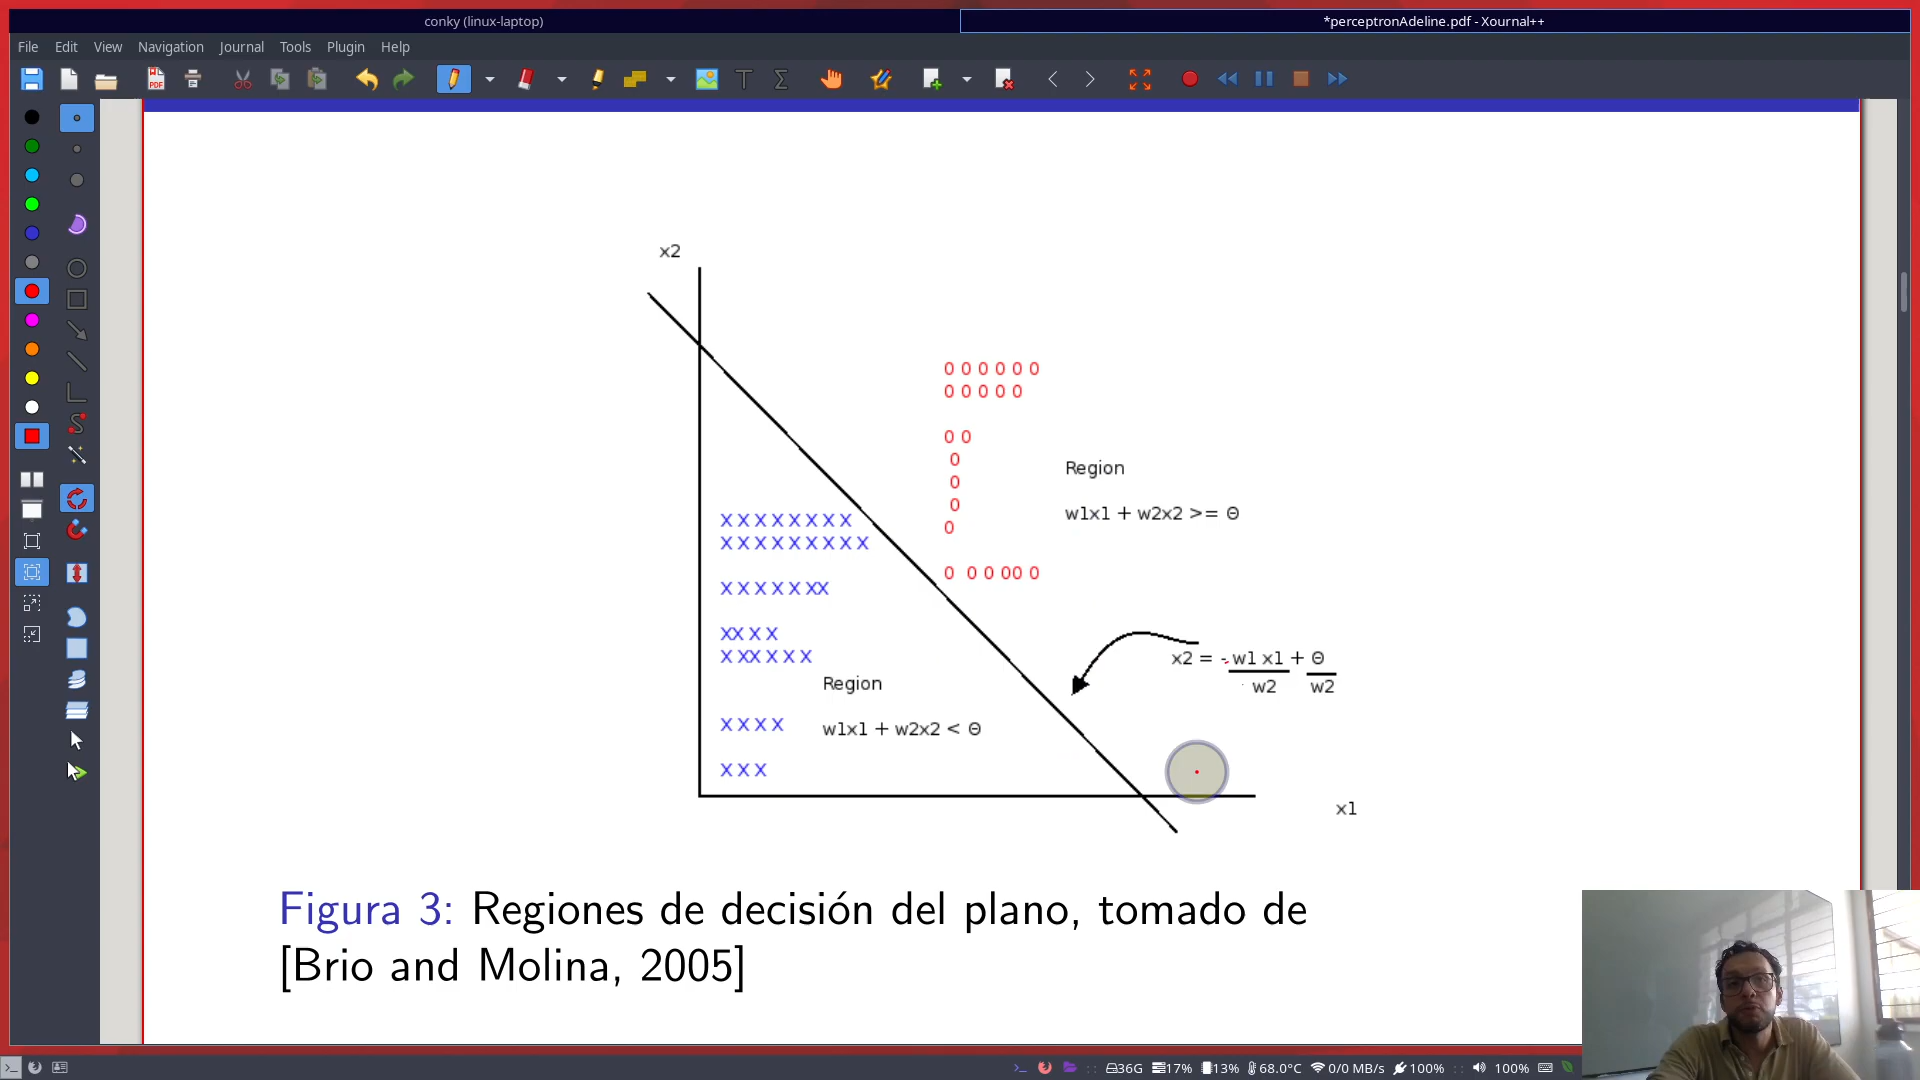 conky (linux-laptop)
*perceptronAdeline.pdf - Xournal++
File Edit View Navigation Journal Tools Plugin Help
x2
0 0 0 0 0 0
0 0 0 0 0
0 0
0
Region
0
0
w1x1 + w2x2 >= Θ
X X X X X X X X
0
X X X X X X X X X
0 0 0 00 0
X X X X X XX
XX X X
X XX X X X
x2 = - w1 x1 + Θ
w2 w2
Region
X X X X
w1x1 + w2x2 < Θ
X X X
x1
Figura 3: Regiones de decisión del plano, tomado de
[Brio and Molina, 2005]
36G 17% 13% 68.0°C 0/0 MB/s 100% 100%